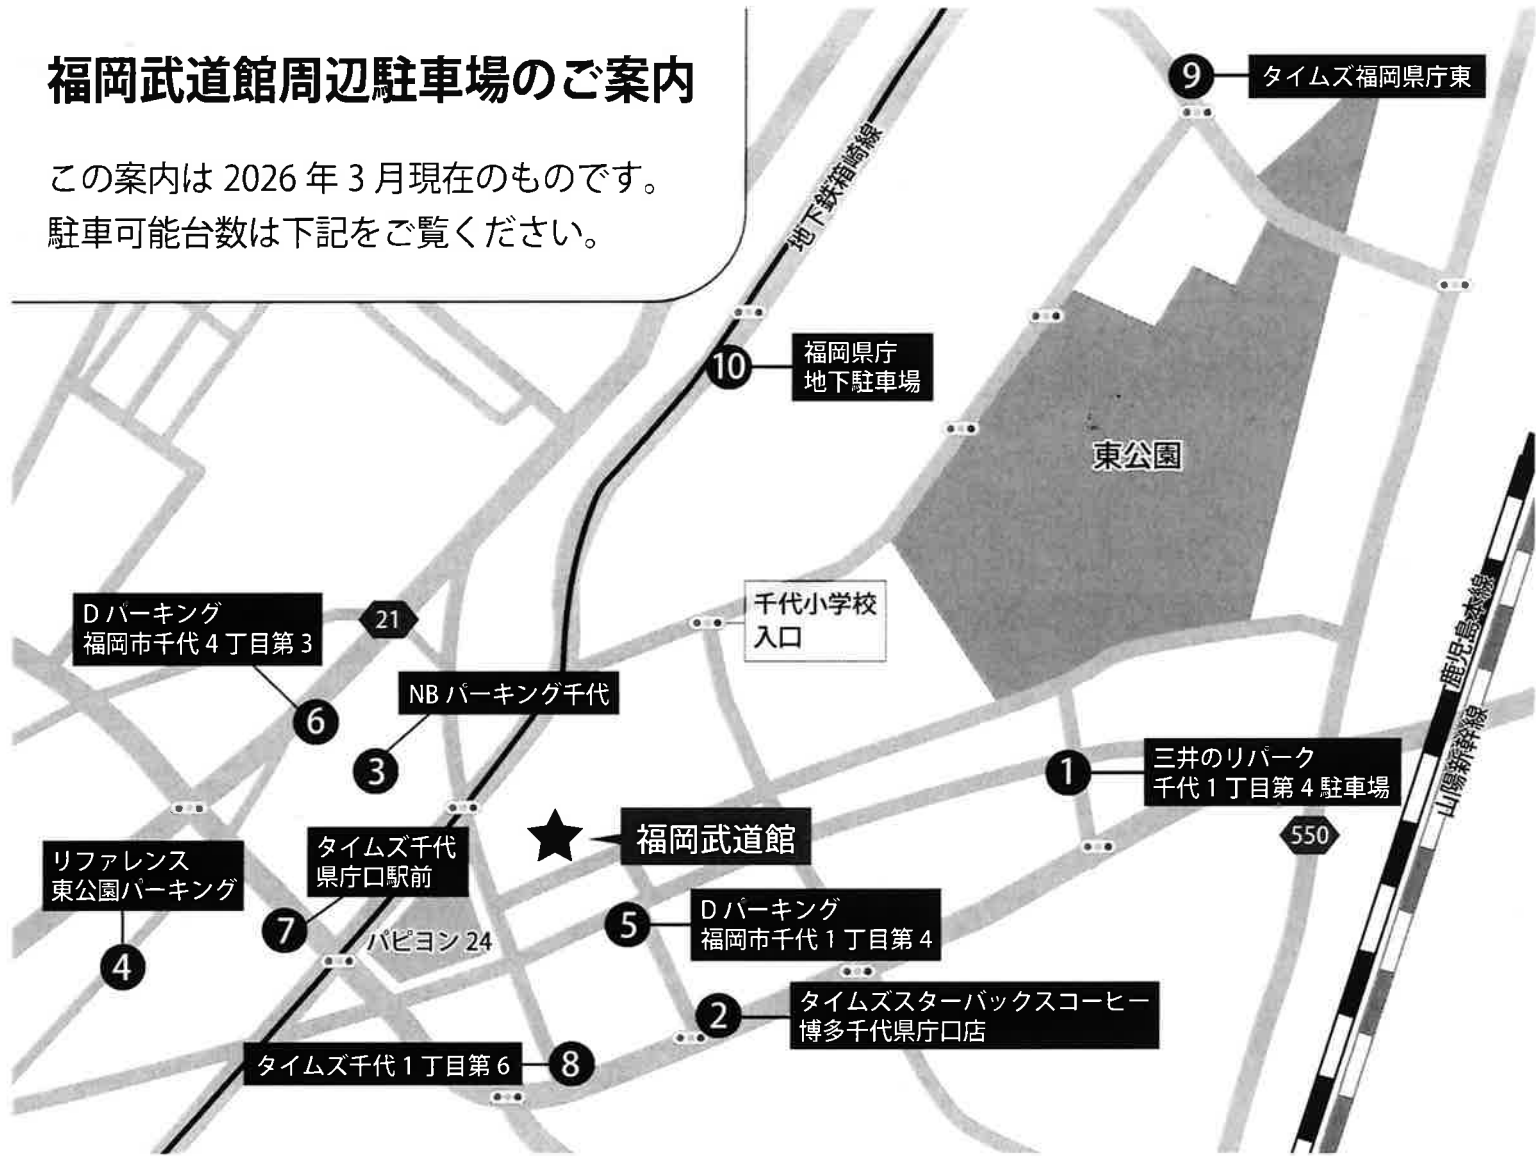 福岡武道館周辺駐車場のご案内
この案内は 2026 年 3 月現在のものです。
駐車可能台数は下記をご覧ください。
9
タイムズ福岡県庁東
地下鉄箱崎線
10
福岡県庁
地下駐車場
東公園
千代小学校
入口
D パーキング
福岡市千代 4 丁目第 3
21
6
NB パーキング千代
3
鹿児島本線
山陽新幹線
1
三井のリパーク
千代 1 丁目第 4 駐車場
550
福岡武道館
タイムズ千代
県庁口駅前
7
リファレンス
東公園パーキング
4
パピヨン 24
5
D パーキング
福岡市千代 1 丁目第 4
2
タイムズスターバックスコーヒー
博多千代県庁口店
タイムズ千代 1 丁目第 6
8